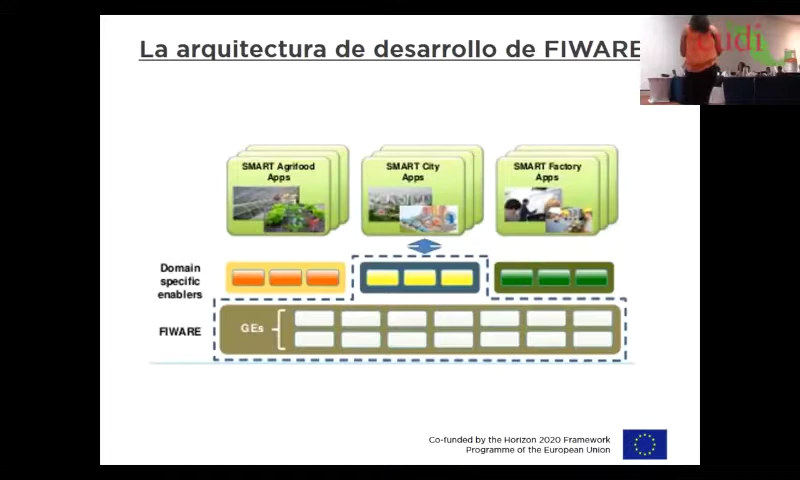 La arquitectura de desarrollo de FIWARE
cudi
SMART Agrifood
Apps
SMART City
Apps
SMART Factory
Apps
Domain
specific
enablers
FIWARE
GEs
Co-funded by the Horizon 2020 Framework
Programme of the European Union